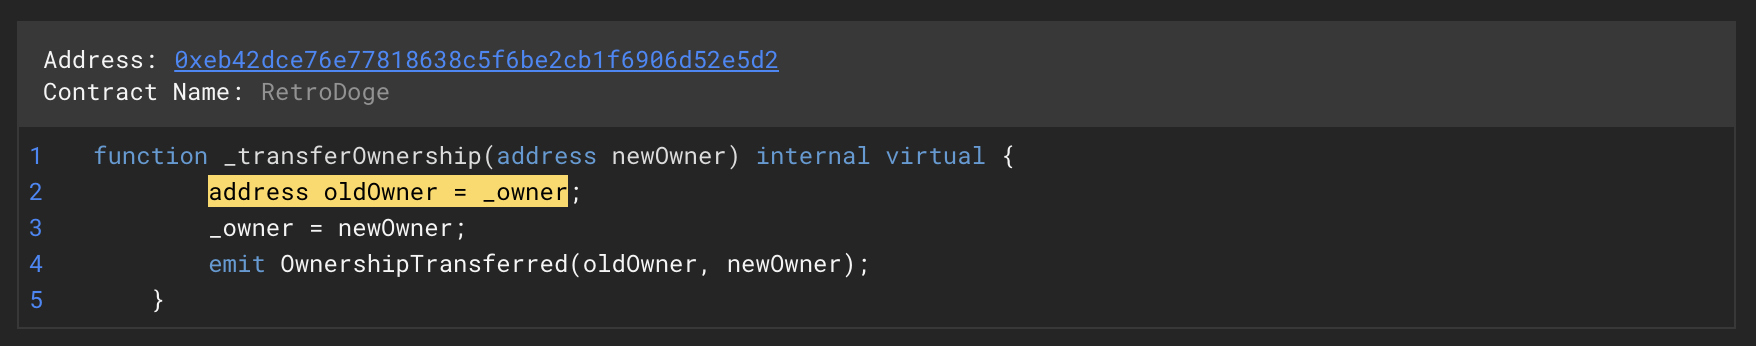 Address: 0xeb42dce76e77818638c5f6be2cb1f6906d52e5d2
Contract Name: RetroDoge
1 function _transferOwnership(address newOwner) internal virtual {
2 address oldOwner = _owner;
3 _owner = newOwner;
4 emit OwnershipTransferred(oldOwner, newOwner);
5 }